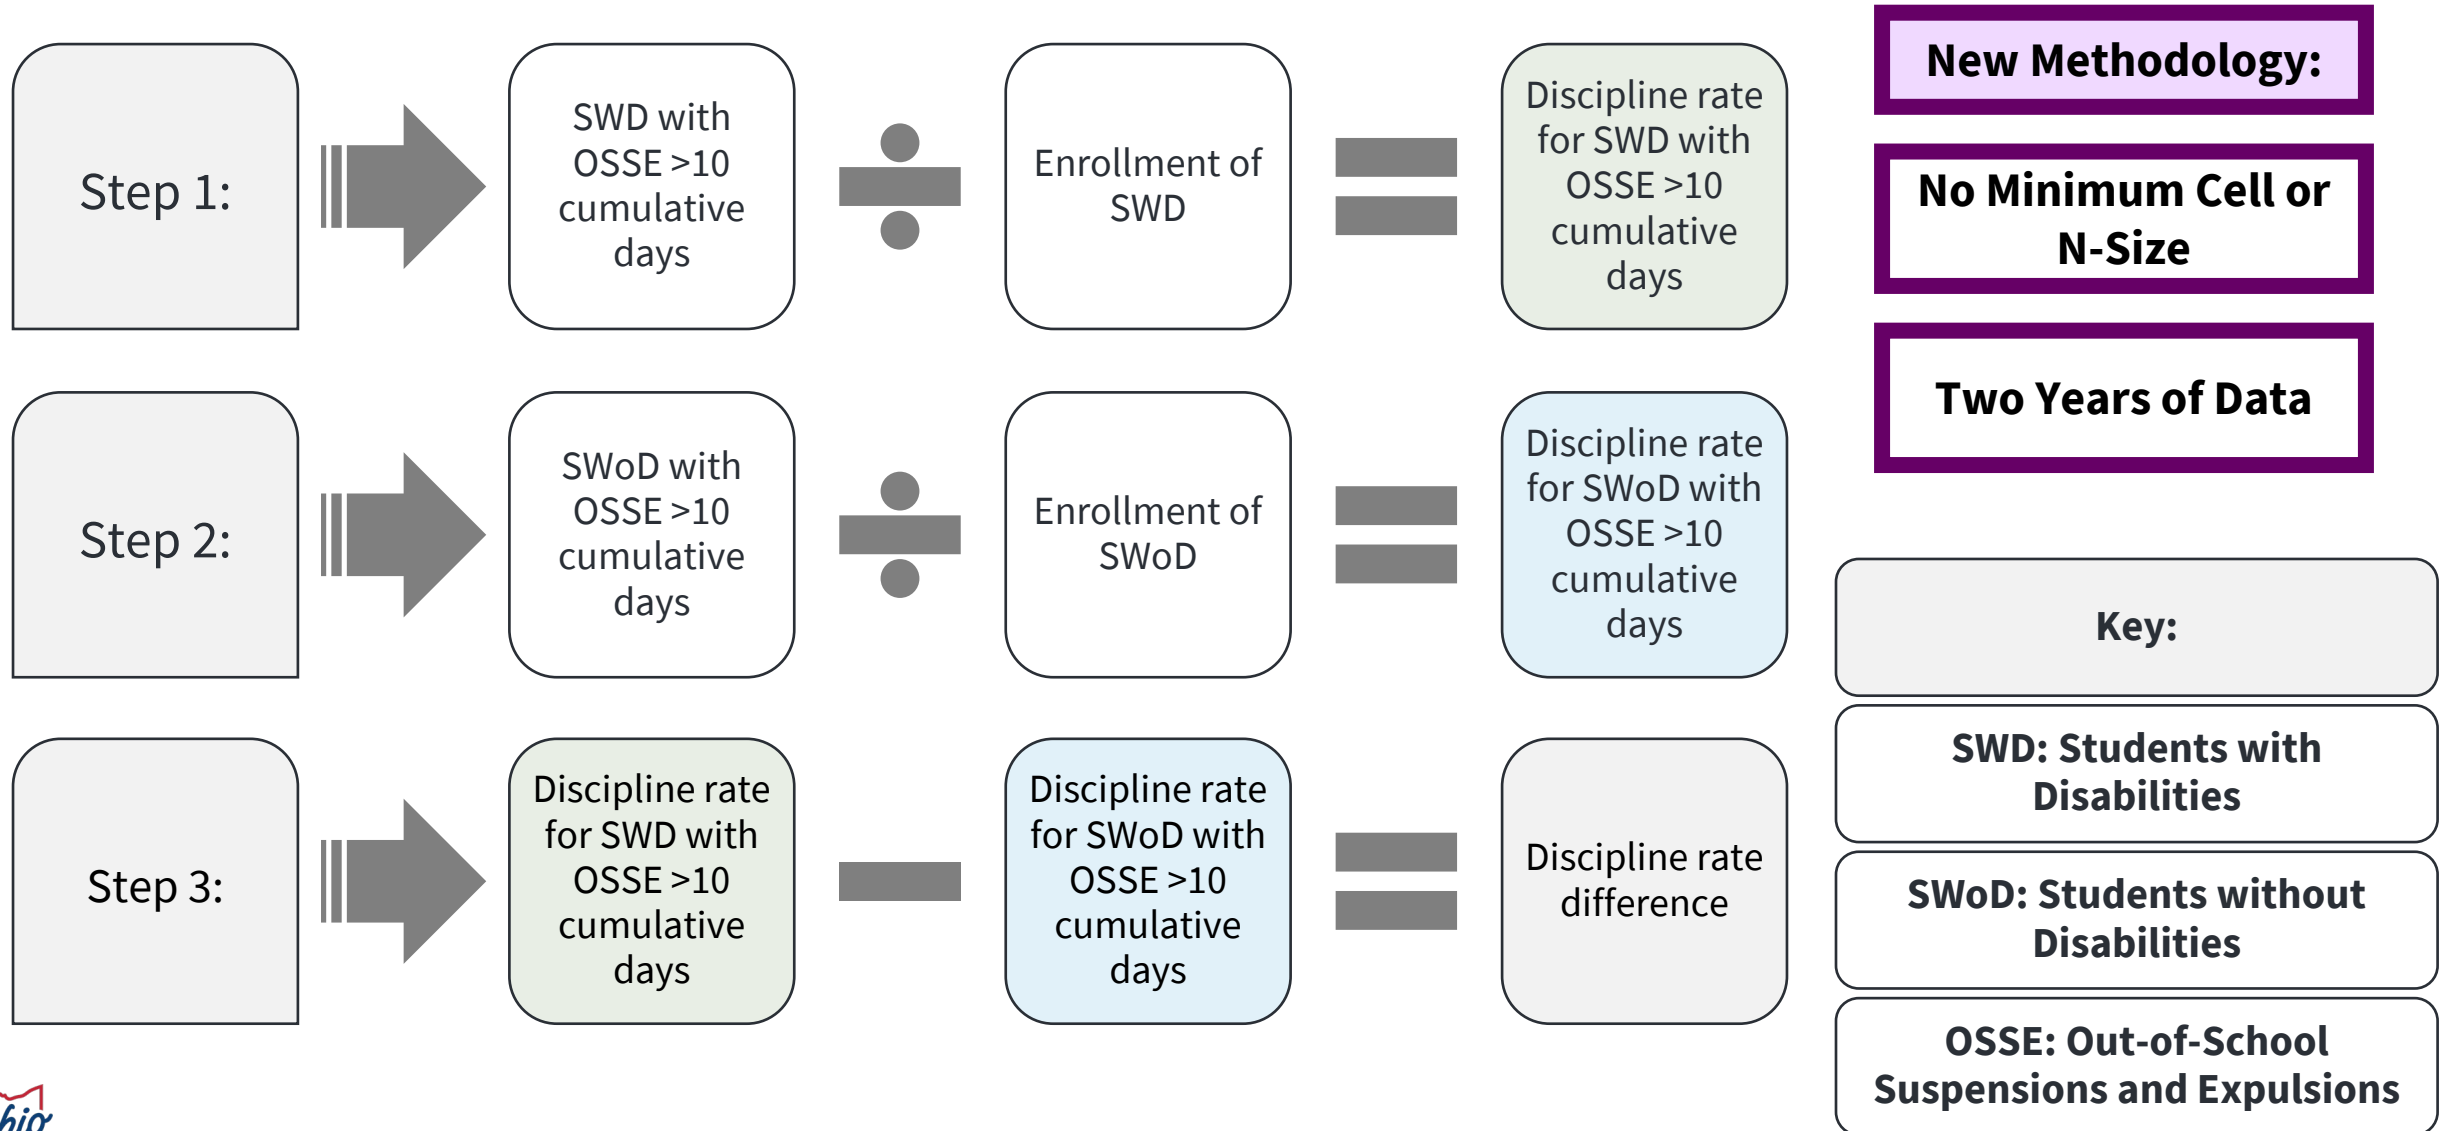 Step 1:
SWD with
OSSE >10
cumulative
days
Enrollment of
SWD
Discipline rate
for SWD with
OSSE >10
cumulative
days
Step 2:
SWoD with
OSSE >10
cumulative
days
Enrollment of
SWoD
Discipline rate
for SWoD with
OSSE >10
cumulative
days
Step 3:
Discipline rate
for SWD with
OSSE >10
cumulative
days
Discipline rate
for SWoD with
OSSE >10
cumulative
days
Discipline rate
difference
New Methodology:
No Minimum Cell or
N-Size
Two Years of Data
Key:
SWD: Students with
Disabilities
SWoD: Students without
Disabilities
OSSE: Out-of-School
Suspensions and Expulsions